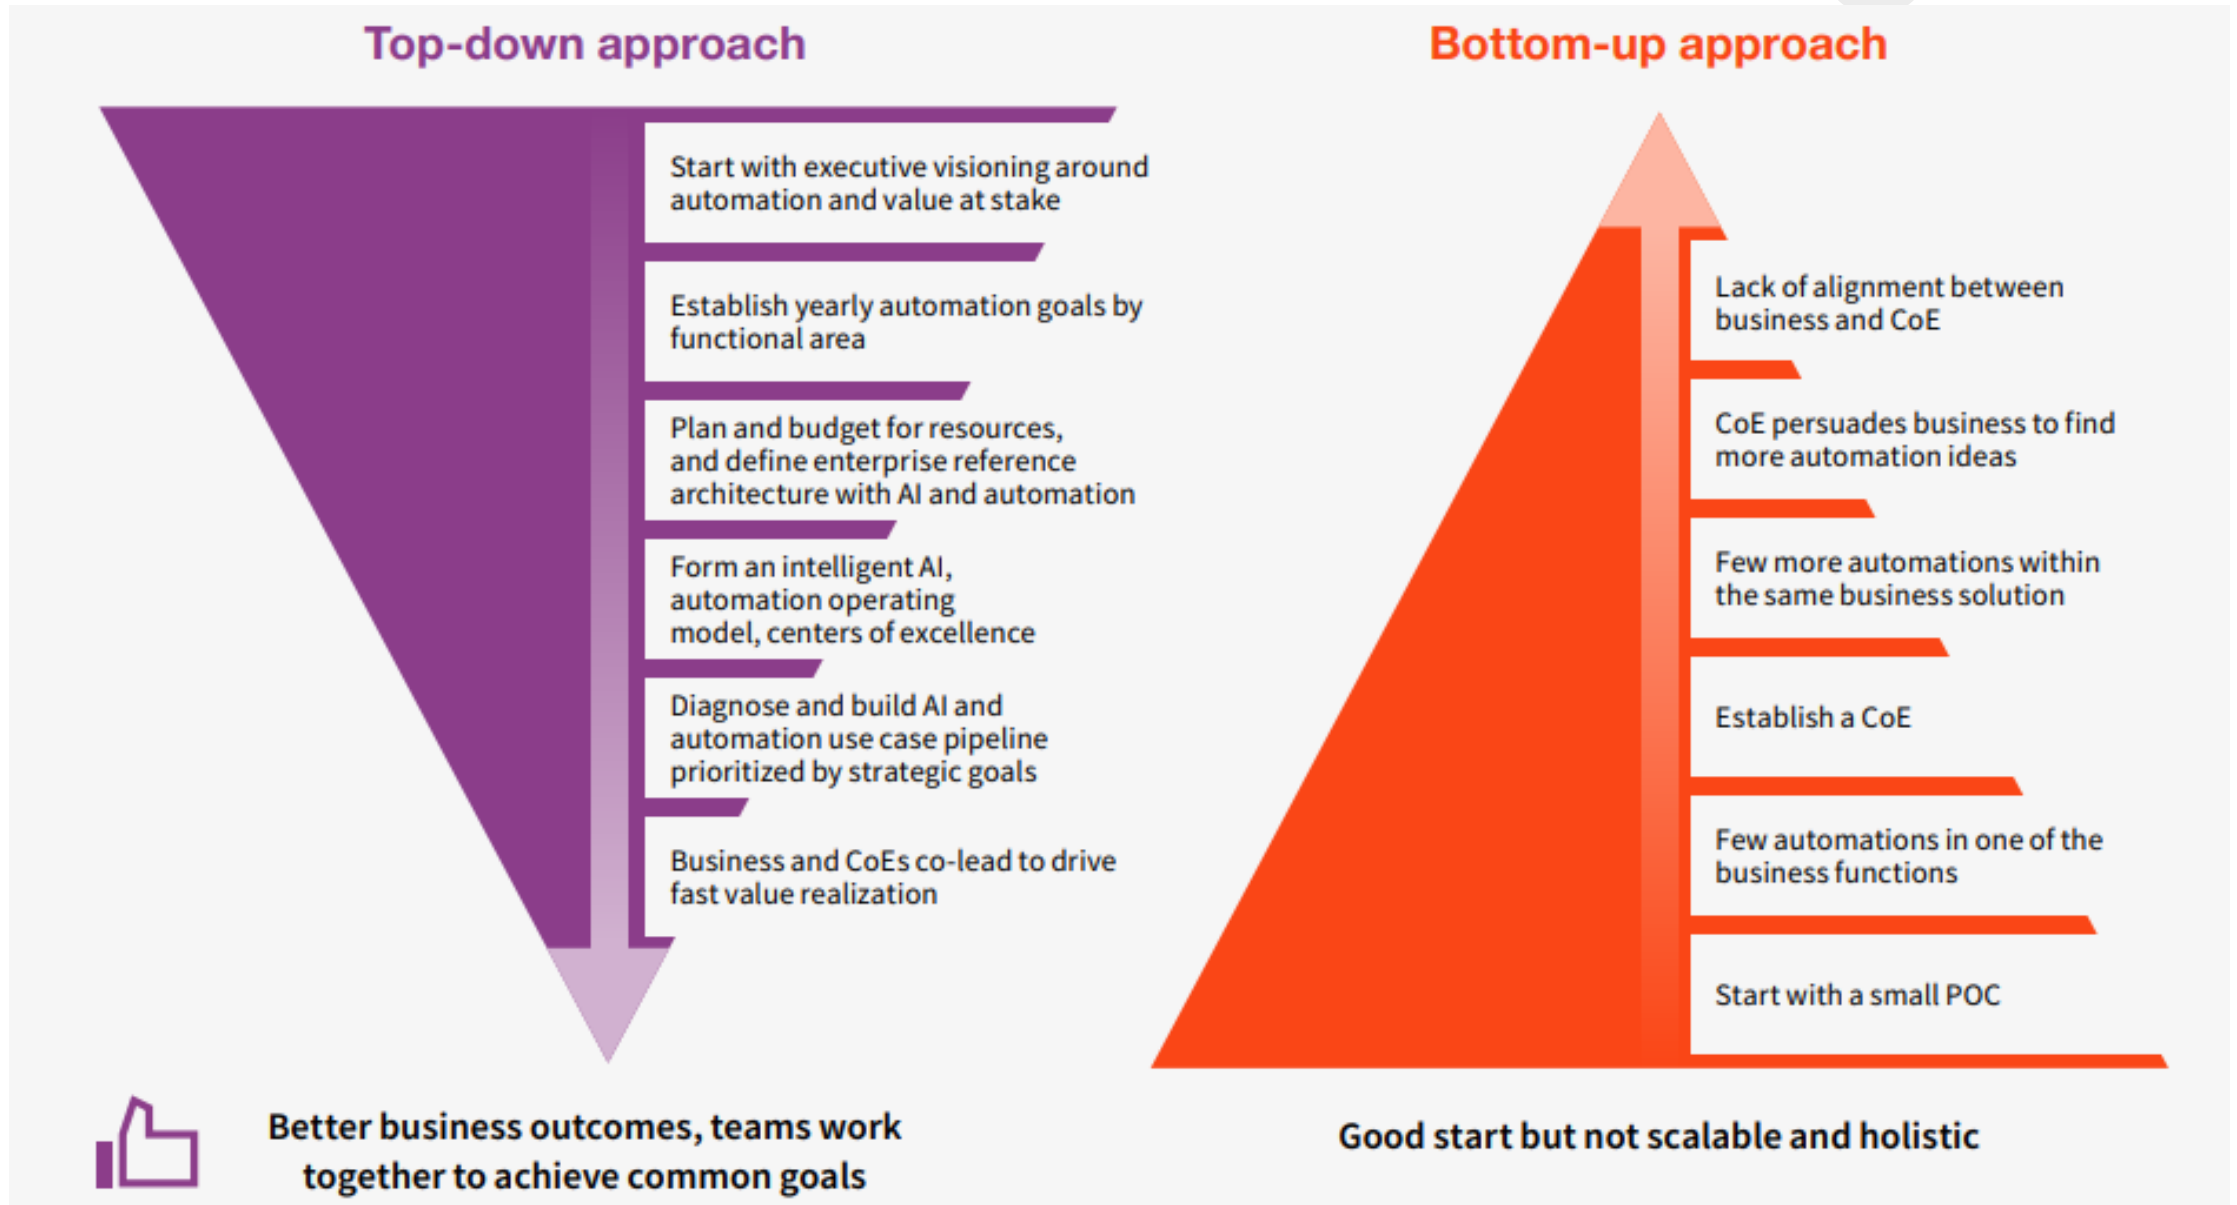 Top-down approach
Start with executive visioning around
automation and value at stake
Establish yearly automation goals by
functional area
Plan and budget for resources,
and define enterprise reference
architecture with AI and automation
Form an intelligent AI,
automation operating
model, centers of excellence
Diagnose and build AI and
automation use case pipeline
prioritized by strategic goals
Business and CoEs co-lead to drive
fast value realization
Better business outcomes, teams work
together to achieve common goals
Bottom-up approach
Lack of alignment between
business and CoE
CoE persuades business to find
more automation ideas
Few more automations within
the same business solution
Establish a CoE
Few automations in one of the
business functions
Start with a small POC
Good start but not scalable and holistic